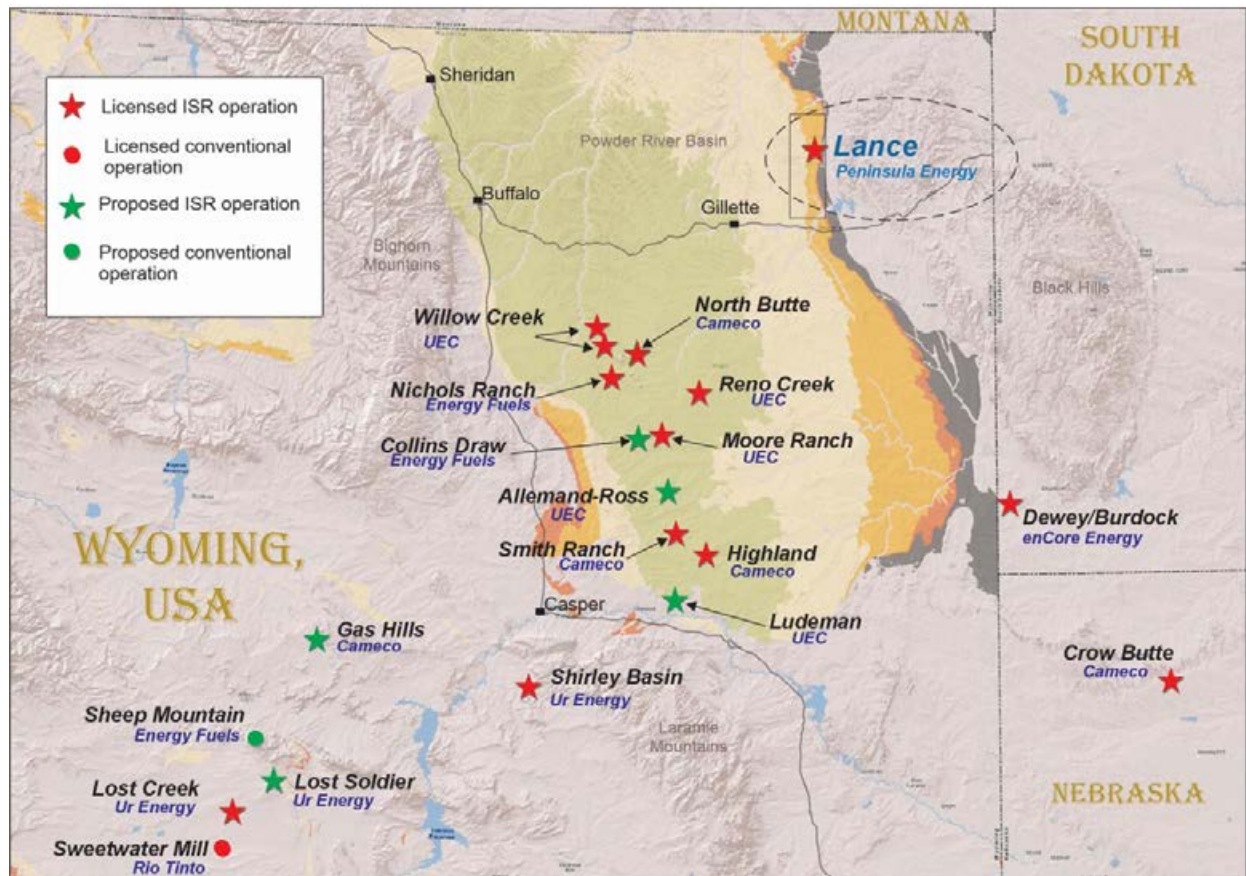 MONTANA
SOUTH
DAKOTA
Sheridan
Licensed ISR operation
Licensed conventional
operation
Proposed ISR operation
Proposed conventional
operation
Powder River Basin
Lance
Peninsula Energy
Buffalo
Gillette
Bighorn
Mountains
Black Hills
Willow Creek
UEC
North Butte
Cameco
Nichols Ranch
Energy Fuels
Reno Creek
UEC
Collins Draw
Energy Fuels
Moore Ranch
UEC
Allemand-Ross
UEC
Dewey/Burdock
enCore Energy
WYOMING,
USA
Smith Ranch
Cameco
Highland
Cameco
Casper
Ludeman
UEC
Gas Hills
Cameco
Crow Butte
Cameco
Shirley Basin
Ur Energy
Sheep Mountain
Energy Fuels
Laramie
Mountains
Lost Creek
Ur Energy
Lost Soldier
Ur Energy
NEBRASKA
Sweetwater Mill
Rio Tinto